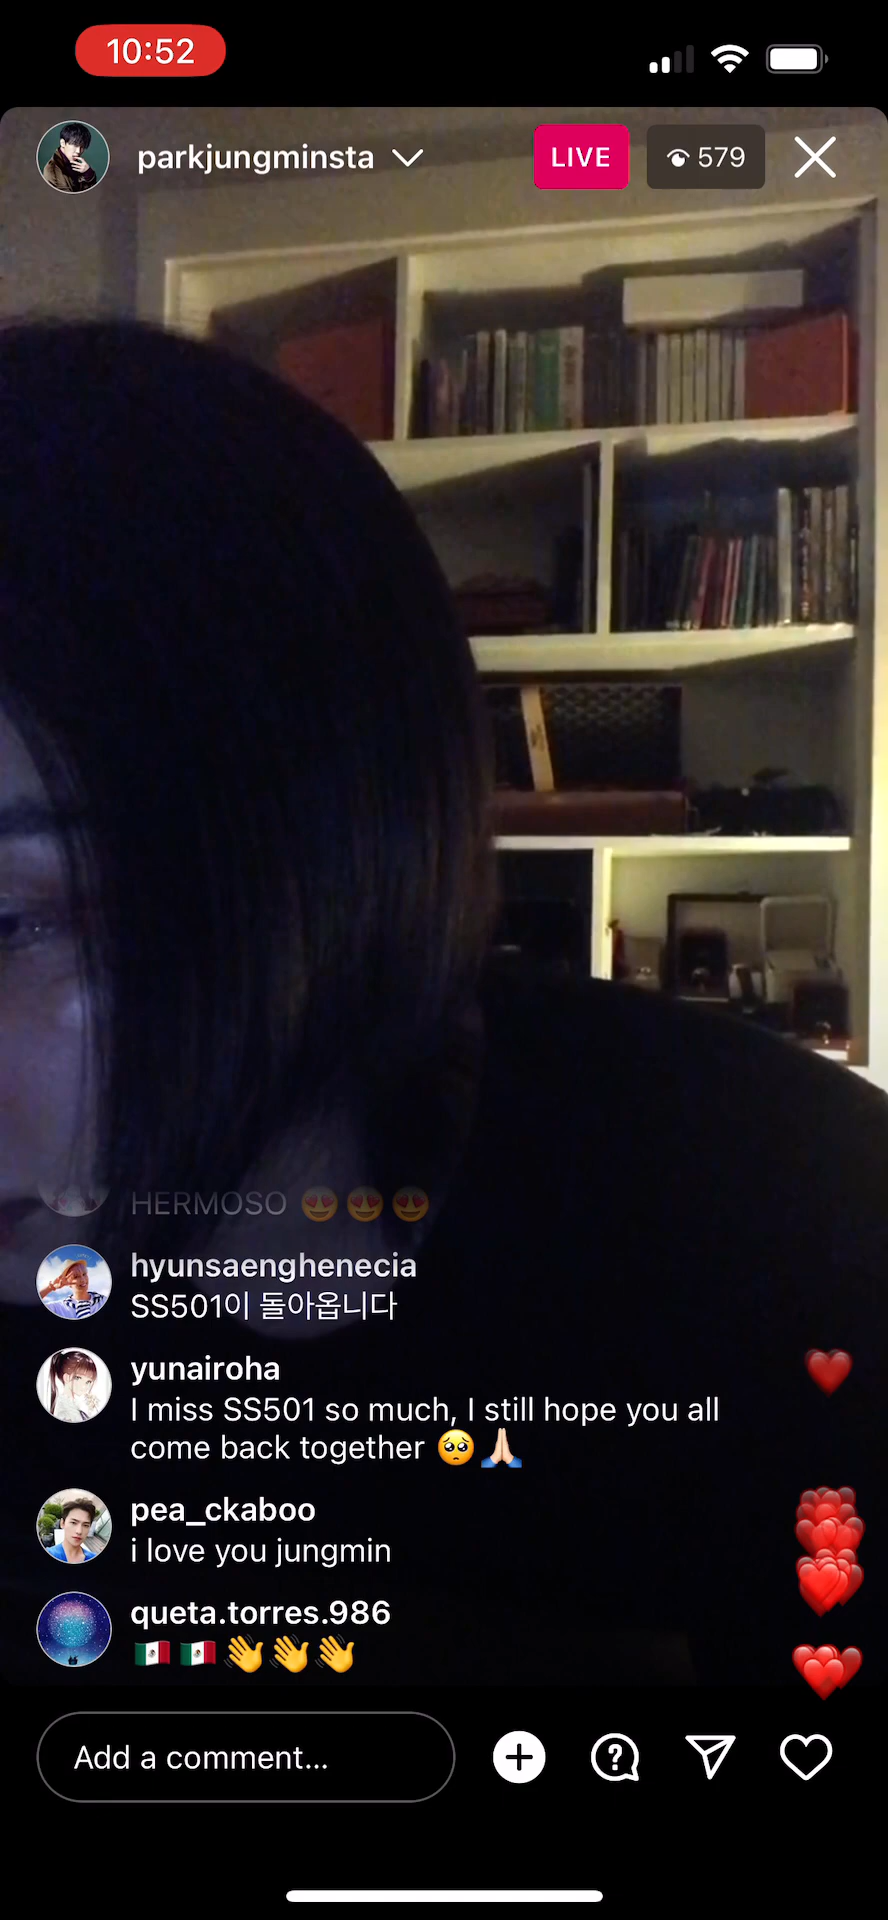 10:52
parkjungminsta
LIVE
579
HERMOSO 😍😍😍
hyunsaenghenecia
SS501이 돌아옵니다
yunairoha
I miss SS501 so much, I still hope you all
come back together 🥺🙏🏻
pea_ckaboo
i love you jungmin
queta.torres.986
🇲🇽🇲🇽👋👋👋
Add a comment...